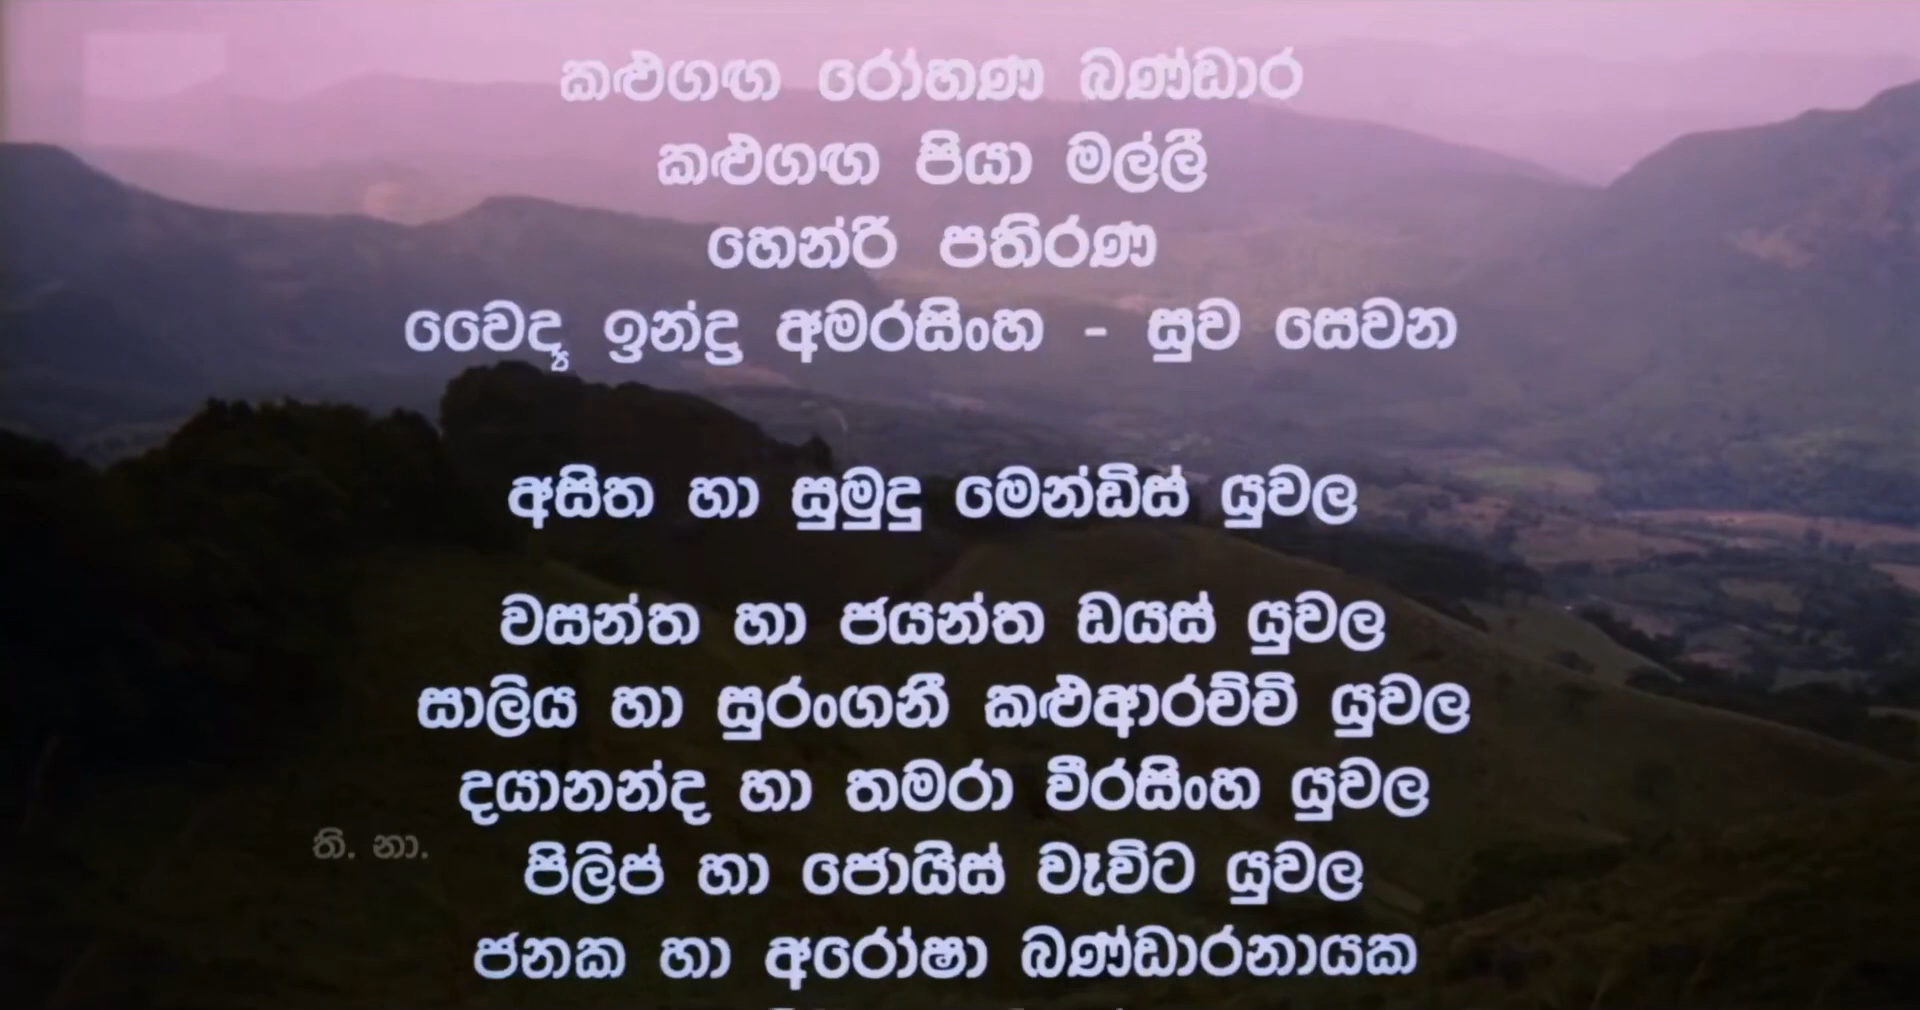 කළුගඟ රෝහණ බණ්ඩාර
කළුගඟ පියා මල්ලී
හෙන්රි පතිරණ
වෛද්‍ය ඉන්ද්‍ර අමරසිංහ - සුව සෙවන
අසිත හා සුමුදු මෙන්ඩිස් යුවල
වසන්ත හා ජයන්ත ඩයස් යුවල
සාලිය හා සුරංගනී කළුආරච්චි යුවල
දයානන්ද හා තමරා වීරසිංහ යුවල
ති. නා.
පිලිප් හා ජොයිස් වෑවිට යුවල
ජනක හා අරෝෂා බණ්ඩාරනායක